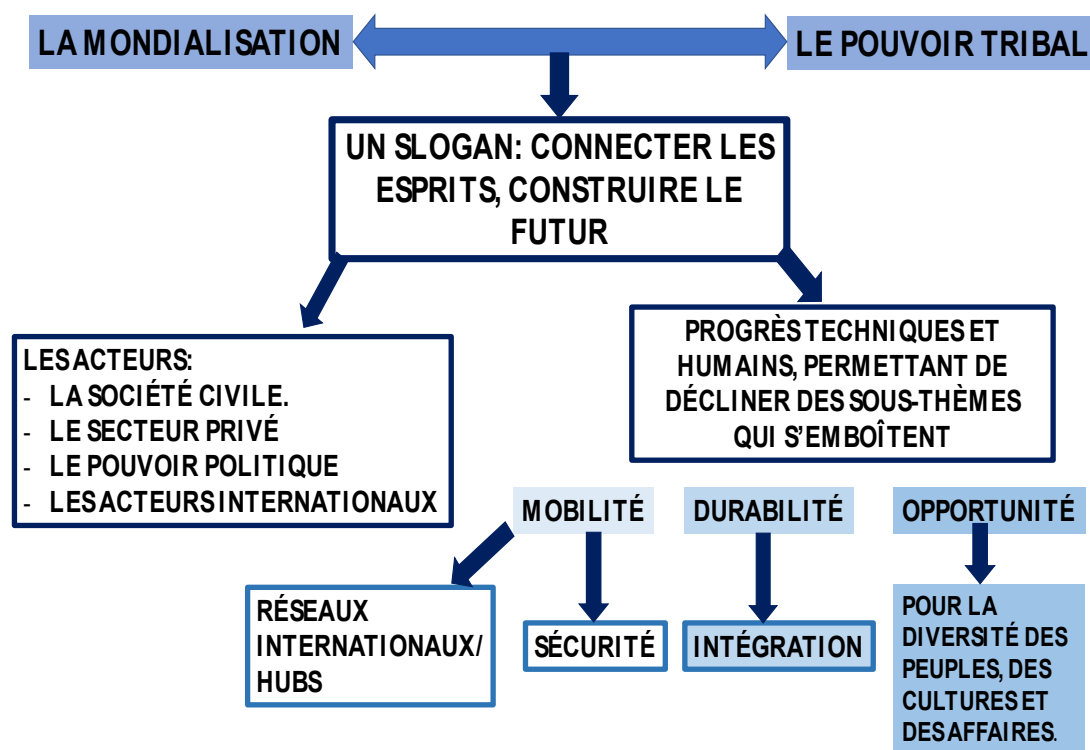 LA MONDIALISATION
LE POUVOIR TRIBAL
UN SLOGAN: CONNECTER LES
ESPRITS, CONSTRUIRE LE
FUTUR
LES ACTEURS:
- LA SOCIÉTÉ CIVILE.
- LE SECTEUR PRIVÉ
- LE POUVOIR POLITIQUE
- LES ACTEURS INTERNATIONAUX
PROGRÈS TECHNIQUES ET
HUMAINS, PERMETTANT DE
DÉCLINER DES SOUS-THÈMES
QUI S'EMBOÎTENT
MOBILITÉ
DURABILITÉ
OPPORTUNITÉ
RÉSEAUX
INTERNATIONAUX/
HUBS
SÉCURITÉ
INTÉGRATION
POUR LA
DIVERSITÉ DES
PEUPLES, DES
CULTURES ET
DES AFFAIRES.